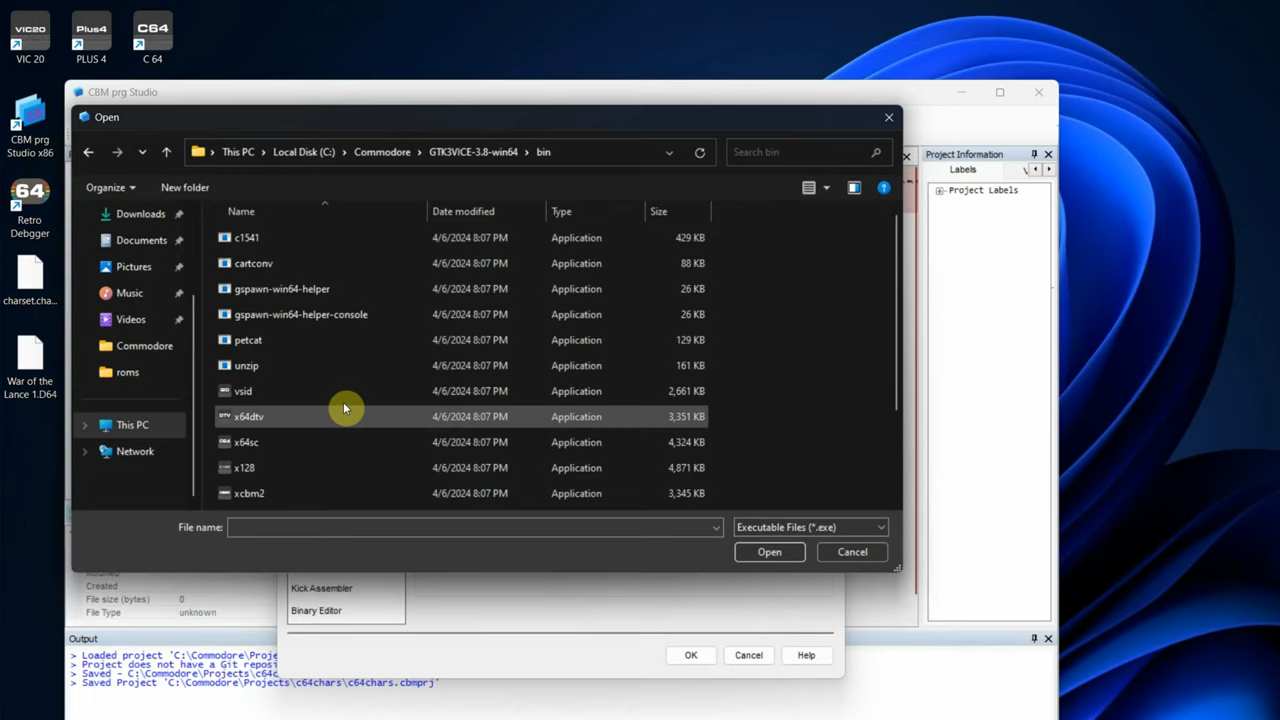 VIC20
Plus4
C64
VIC 20
PLUS 4
C 64
CBM prg
Studio x86
64
Retro
Debgger
charset.cha...
War of the
Lance 1.D64
CBM prg Studio
Open
This PC > Local Disk (C:) > Commodore > GTK3VICE-3.8-win64 > bin
Search bin
Organize
New folder
Name
Date modified
Type
Size
Downloads
Documents
Pictures
Music
Videos
Commodore
roms
This PC
Network
c1541 4/6/2024 8:07 PM Application 429 KB
cartconv 4/6/2024 8:07 PM Application 88 KB
gspawn-win64-helper 4/6/2024 8:07 PM Application 26 KB
gspawn-win64-helper-console 4/6/2024 8:07 PM Application 26 KB
petcat 4/6/2024 8:07 PM Application 129 KB
unzip 4/6/2024 8:07 PM Application 161 KB
vsid 4/6/2024 8:07 PM Application 2,661 KB
x64dtv 4/6/2024 8:07 PM Application 3,351 KB
x64sc 4/6/2024 8:07 PM Application 4,324 KB
x128 4/6/2024 8:07 PM Application 4,871 KB
xcbm2 4/6/2024 8:07 PM Application 3,345 KB
File name:
Executable Files (*.exe)
Open
Cancel
Project Information
Labels
Project Labels
Created
File size (bytes) 0
File Type unknown
Kick Assembler
Binary Editor
OK
Cancel
Help
Output
> Loaded project 'C:\Commodore\Proje
> Project does not have a Git reposi
> Saved - C:\Commodore\Projects\c64c
> Saved Project 'C:\Commodore\Projects\c64chars\c64chars.cbmprj'